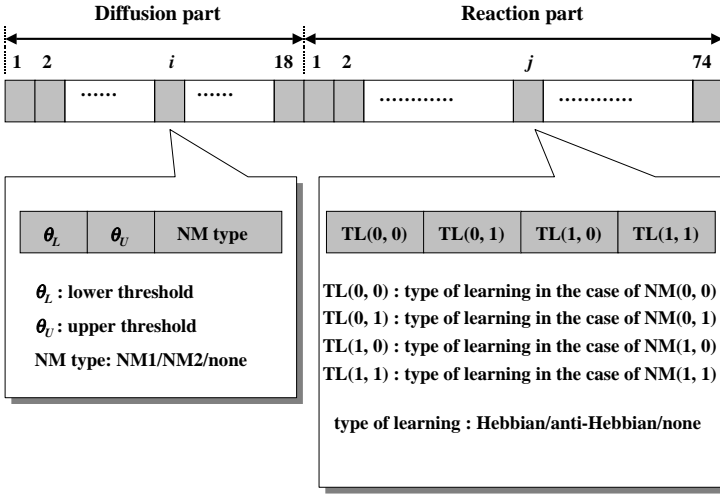 Diffusion part Reaction part
1 2 i 18 1 2 j 74
...... ...... ............ ............
θL θU NM type
θL : lower threshold
θU : upper threshold
NM type: NM1/NM2/none
TL(0, 0) TL(0, 1) TL(1, 0) TL(1, 1)
TL(0, 0) : type of learning in the case of NM(0, 0)
TL(0, 1) : type of learning in the case of NM(0, 1)
TL(1, 0) : type of learning in the case of NM(1, 0)
TL(1, 1) : type of learning in the case of NM(1, 1)
type of learning : Hebbian/anti-Hebbian/none